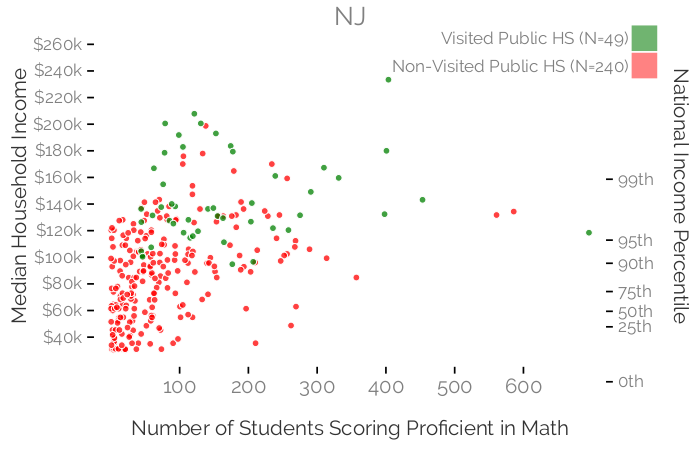 NJ
Visited Public HS (N=49)
Non-Visited Public HS (N=240)
Median Household Income
$260k
$240k
$220k
$200k
$180k
$160k
$140k
$120k
$100k
$80k
$60k
$40k
National Income Percentile
99th
95th
90th
75th
50th
25th
0th
100 200 300 400 500 600
Number of Students Scoring Proficient in Math